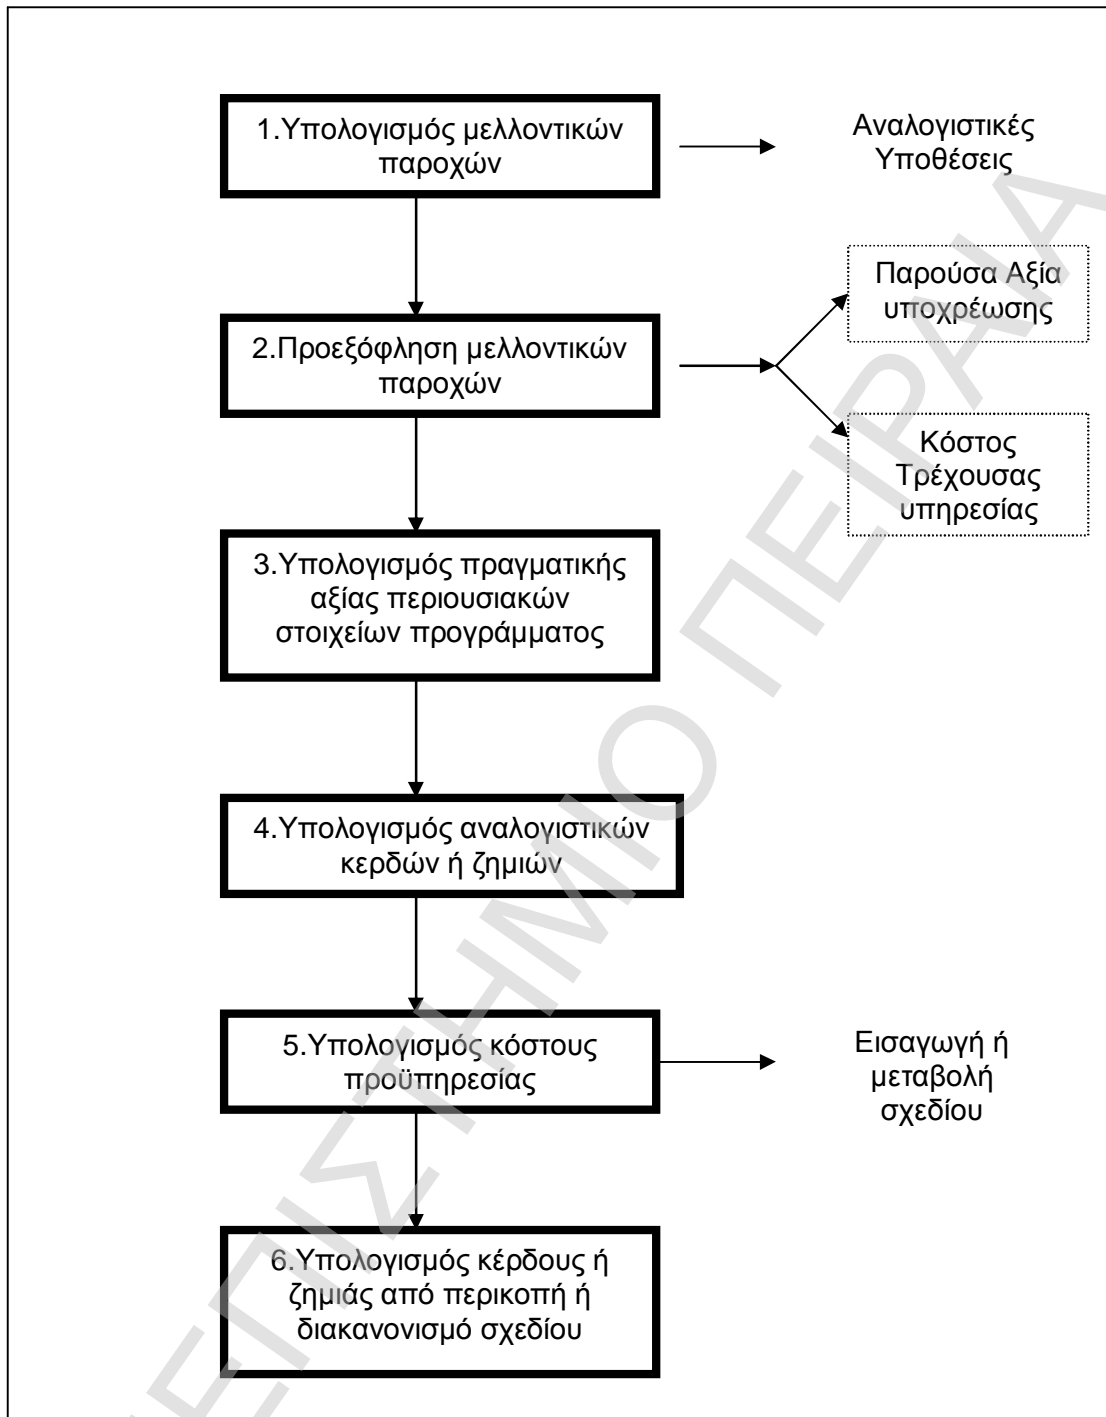 1.Υπολογισμός μελλοντικών
παροχών
Αναλογιστικές
Υποθέσεις
2.Προεξόφληση μελλοντικών
παροχών
Παρούσα Αξία
υποχρέωσης
Κόστος
Τρέχουσας
υπηρεσίας
3.Υπολογισμός πραγματικής
αξίας περιουσιακών
στοιχείων προγράμματος
4.Υπολογισμός αναλογιστικών
κερδών ή ζημιών
5.Υπολογισμός κόστους
προϋπηρεσίας
Εισαγωγή ή
μεταβολή
σχεδίου
6.Υπολογισμός κέρδους ή
ζημιάς από περικοπή ή
διακανονισμό σχεδίου
ΕΠΙΣΤΗΜΙΟ ΠΕΙΡΑΙΑ